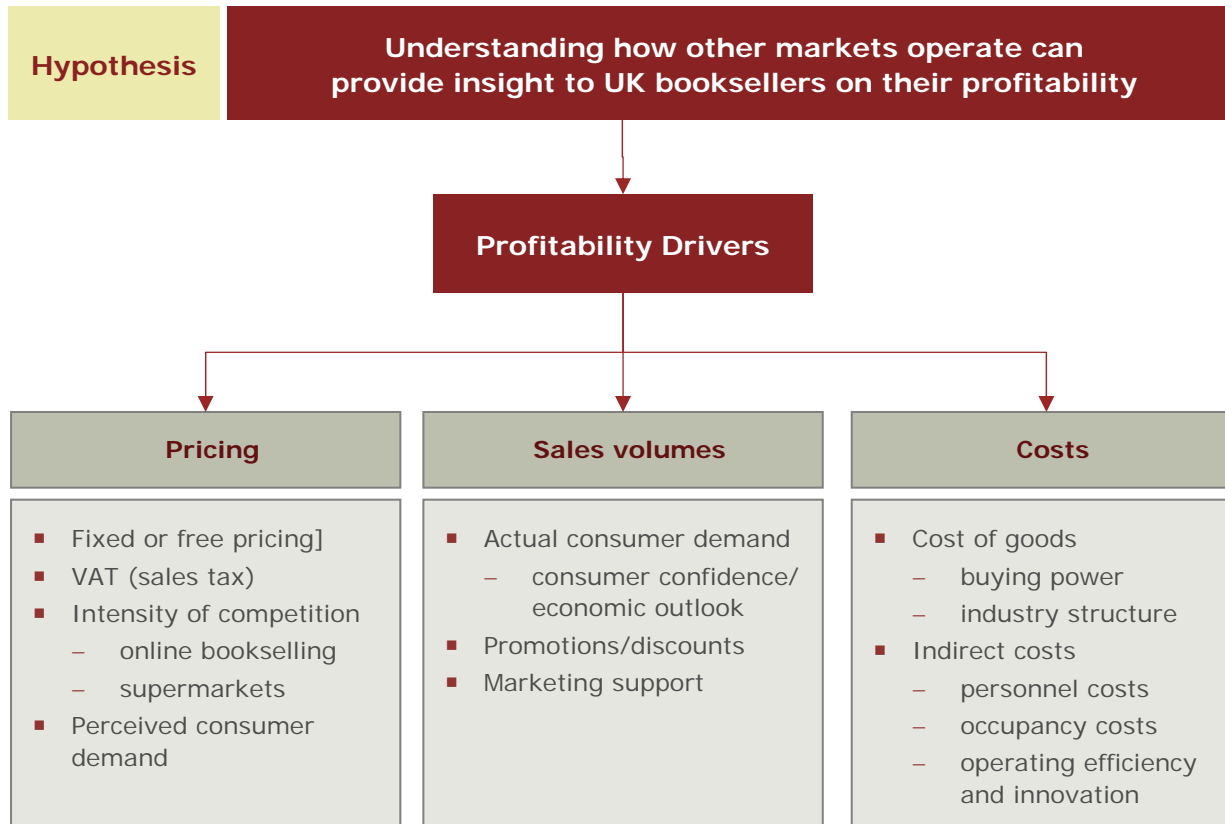 Hypothesis
Understanding how other markets operate can
provide insight to UK booksellers on their profitability
Profitability Drivers
Pricing
▪ Fixed or free pricing]
▪ VAT (sales tax)
▪ Intensity of competition
– online bookselling
– supermarkets
▪ Perceived consumer
demand
Sales volumes
▪ Actual consumer demand
– consumer confidence/
economic outlook
▪ Promotions/discounts
▪ Marketing support
Costs
▪ Cost of goods
– buying power
– industry structure
▪ Indirect costs
– personnel costs
– occupancy costs
– operating efficiency
and innovation